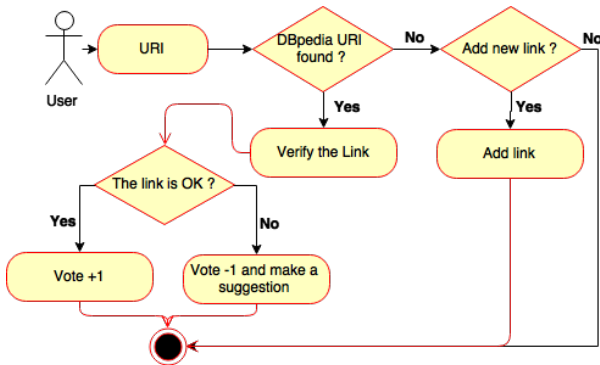 User
URI
DBpedia URI
found ?
No
Add new link ?
No
Yes
Yes
Verify the Link
Add link
The link is OK ?
Yes
No
Vote +1
Vote -1 and make a
suggestion